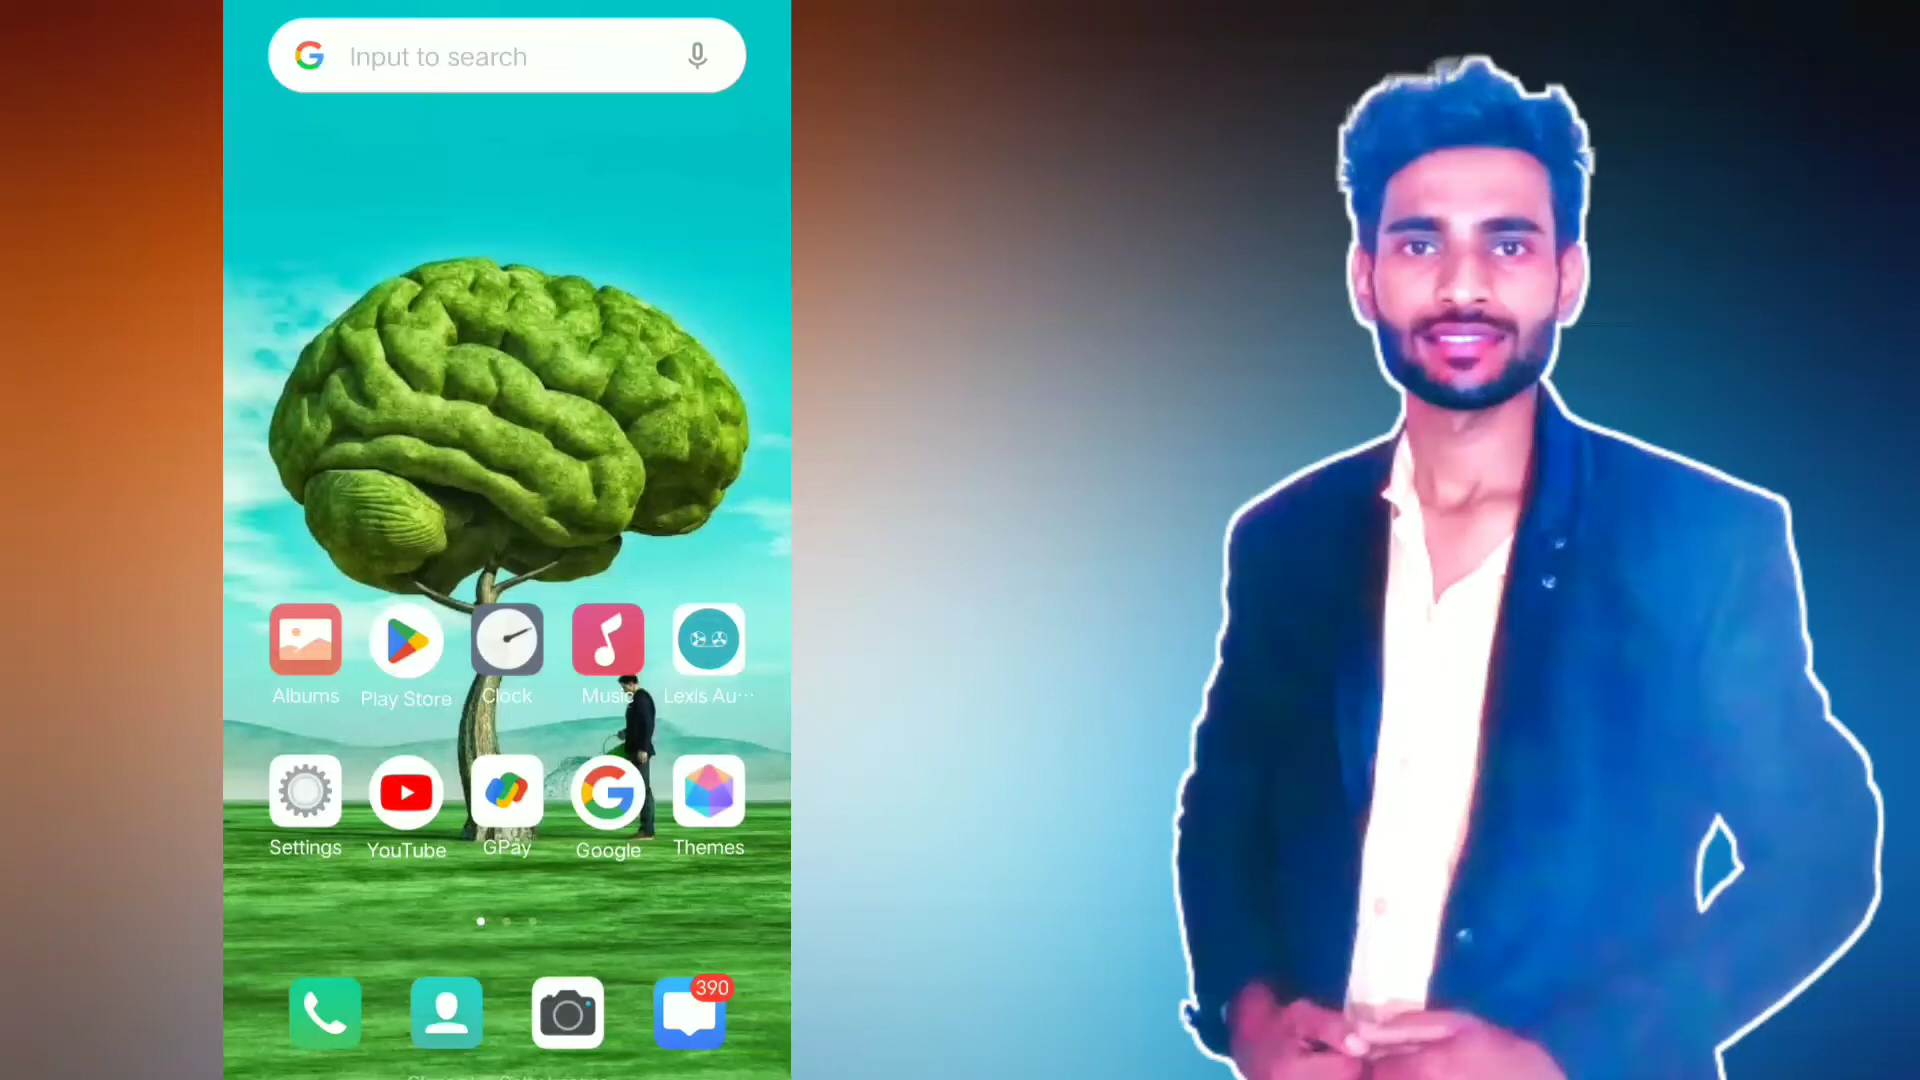 Input to search
Albums
Play Store
Clock
Music
Lexis Au···
Settings
YouTube
GPay
Google
Themes
390